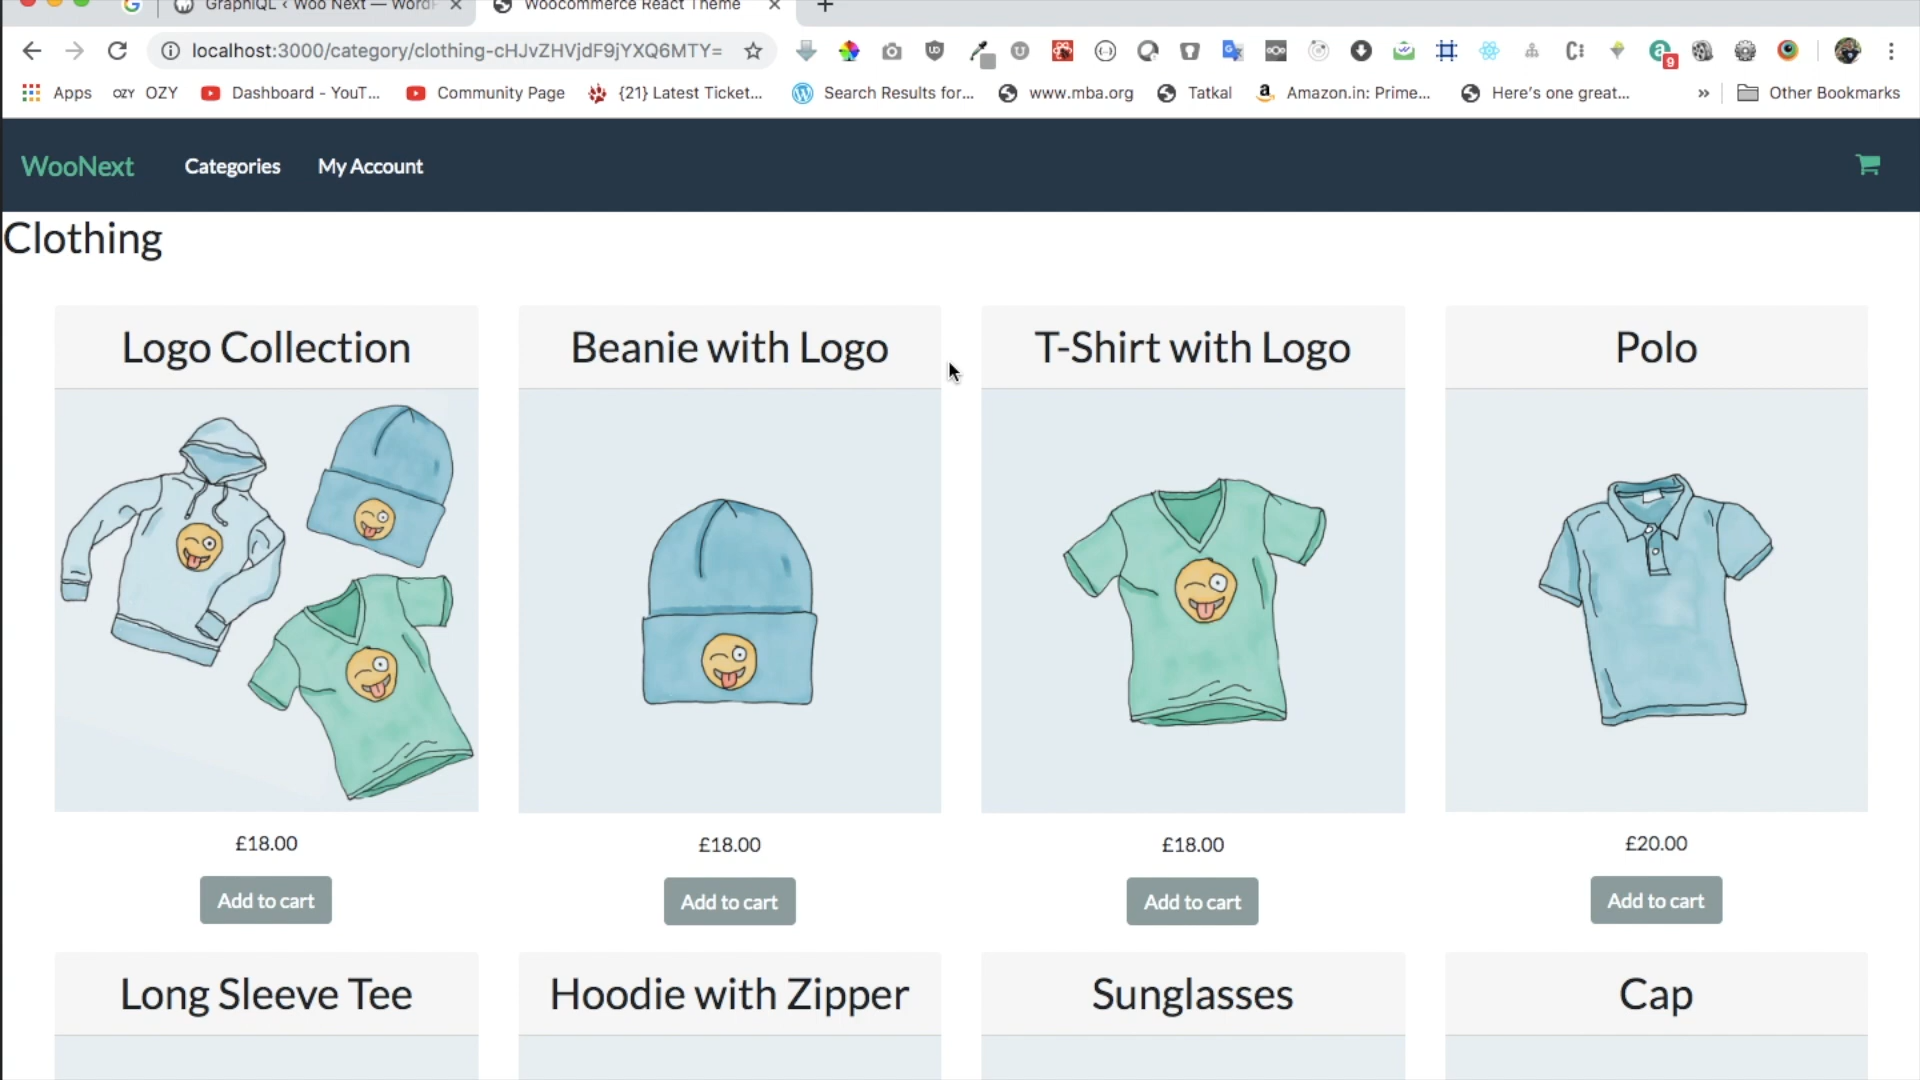 GraphiQL ‹ Woo Next — WordP
Woocommerce React Theme
localhost:3000/category/clothing-cHJvZHVjdF9jYXQ6MTY=
9
Apps
OZY OZY
Dashboard - YouT...
Community Page
{21} Latest Ticket...
Search Results for...
www.mba.org
Tatkal
Amazon.in: Prime...
Here's one great...
»
Other Bookmarks
WooNext
Categories
My Account
Clothing
Logo Collection
Beanie with Logo
T-Shirt with Logo
Polo
£18.00
£18.00
£18.00
£20.00
Add to cart
Add to cart
Add to cart
Add to cart
Long Sleeve Tee
Hoodie with Zipper
Sunglasses
Cap